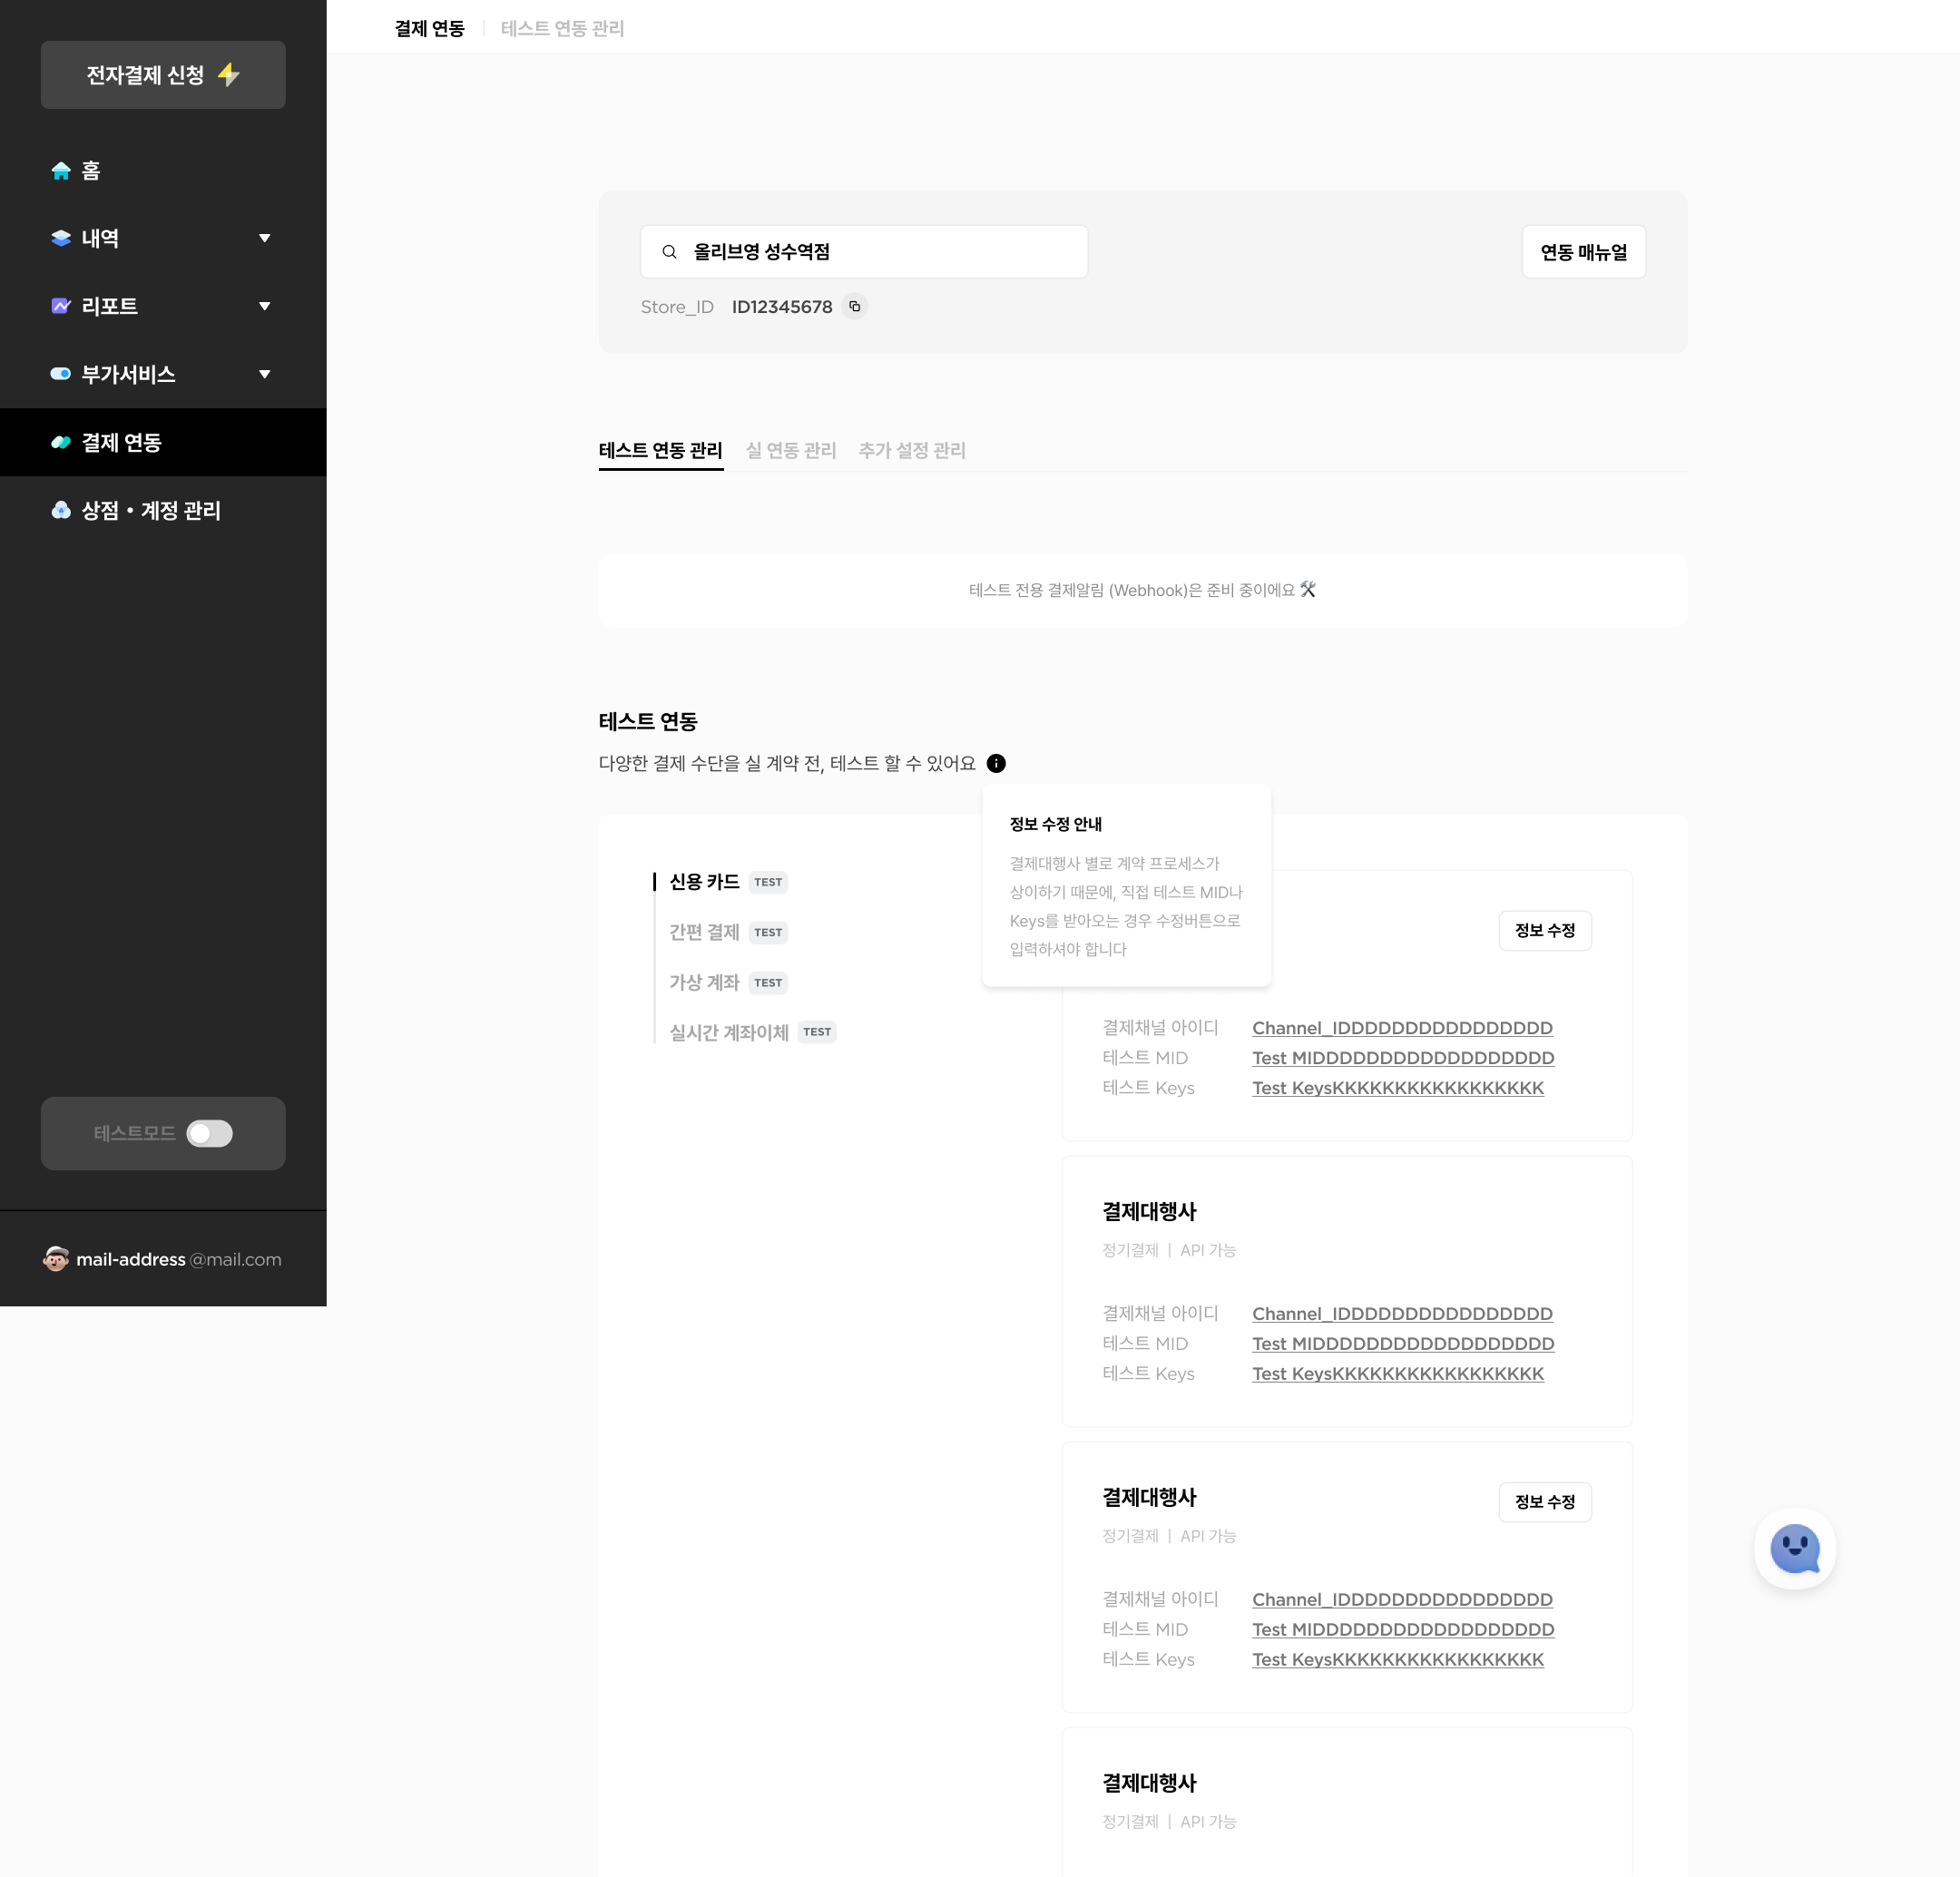 전자결제 신청
홈
내역
리포트
부가서비스
결제 연동
상점 • 계정 관리
테스트모드
mail-address @mail.com
결제 연동 | 테스트 연동 관리
올리브영 성수역점
연동 매뉴얼
Store_ID ID12345678
테스트 연동 관리 실 연동 관리 추가 설정 관리
테스트 전용 결제알림 (Webhook)은 준비 중이에요 🛠
테스트 연동
다양한 결제 수단을 실 계약 전, 테스트 할 수 있어요
정보 수정 안내
결제대행사 별로 계약 프로세스가
상이하기 때문에, 직접 테스트 MID나
Keys를 받아오는 경우 수정버튼으로
입력하셔야 합니다
신용 카드 TEST
간편 결제 TEST
가상 계좌 TEST
실시간 계좌이체 TEST
정보 수정
결제채널 아이디 Channel_IDDDDDDDDDDDDDDDD
테스트 MID Test MIDDDDDDDDDDDDDDDDDD
테스트 Keys Test KeysKKKKKKKKKKKKKKKKK
결제대행사
정기결제 | API 가능
결제채널 아이디 Channel_IDDDDDDDDDDDDDDDD
테스트 MID Test MIDDDDDDDDDDDDDDDDDD
테스트 Keys Test KeysKKKKKKKKKKKKKKKKK
결제대행사
정보 수정
정기결제 | API 가능
결제채널 아이디 Channel_IDDDDDDDDDDDDDDDD
테스트 MID Test MIDDDDDDDDDDDDDDDDDD
테스트 Keys Test KeysKKKKKKKKKKKKKKKKK
결제대행사
정기결제 | API 가능